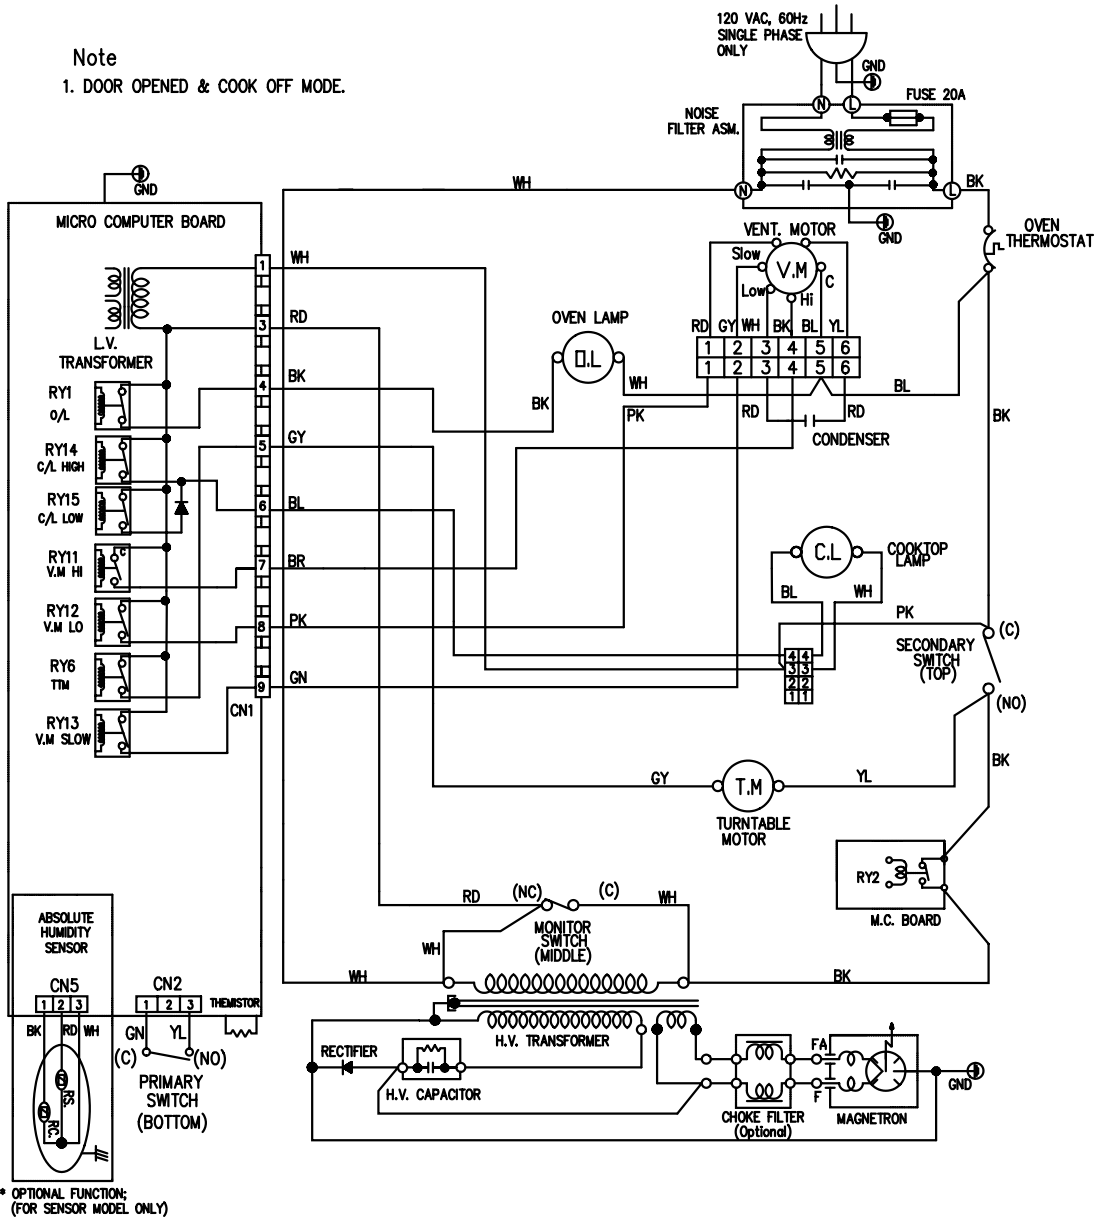 120 VAC, 60Hz
SINGLE PHASE
ONLY
Note
1. DOOR OPENED & COOK OFF MODE.
GND
FUSE 20A
N
L
NOISE
FILTER ASM.
N
L
WH
BK
GND
GND
MICRO COMPUTER BOARD
VENT. MOTOR
OVEN
THERMOSTAT
Slow
V.M
C
Low
Hi
RD GY WH BK BL YL
1 2 3 4 5 6
1 2 3 4 5 6
1
WH
3
RD
L.V.
TRANSFORMER
OVEN LAMP
O.L
WH
BK
BL
PK
RD
RD
CONDENSER
BK
RY1
O/L
4
BK
RY14
C/L HIGH
5
GY
RY15
C/L LOW
6
BL
RY11
V.M HI
C
7
BR
RY12
V.M LO
8
PK
RY6
TTM
9
GN
CN1
RY13
V.M SLOW
C.L
COOKTOP
LAMP
BL
WH
PK
(C)
SECONDARY
SWITCH
(TOP)
4 4
3 3
2 2
1 1
(NO)
BK
GY
T.M
YL
TURNTABLE
MOTOR
RY2
M.C. BOARD
RD
(NC)
(C)
WH
MONITOR
SWITCH
(MIDDLE)
WH
WH
BK
ABSOLUTE
HUMIDITY
SENSOR
CN5
1 2 3
BK RD WH
RS.
RC.
CN2
1 2 3
THEMISTOR
GN YL
(C)
(NO)
PRIMARY
SWITCH
(BOTTOM)
H.V. TRANSFORMER
RECTIFIER
H.V. CAPACITOR
FA
F
GND
CHOKE FILTER
(Optional)
MAGNETRON
* OPTIONAL FUNCTION;
(FOR SENSOR MODEL ONLY)